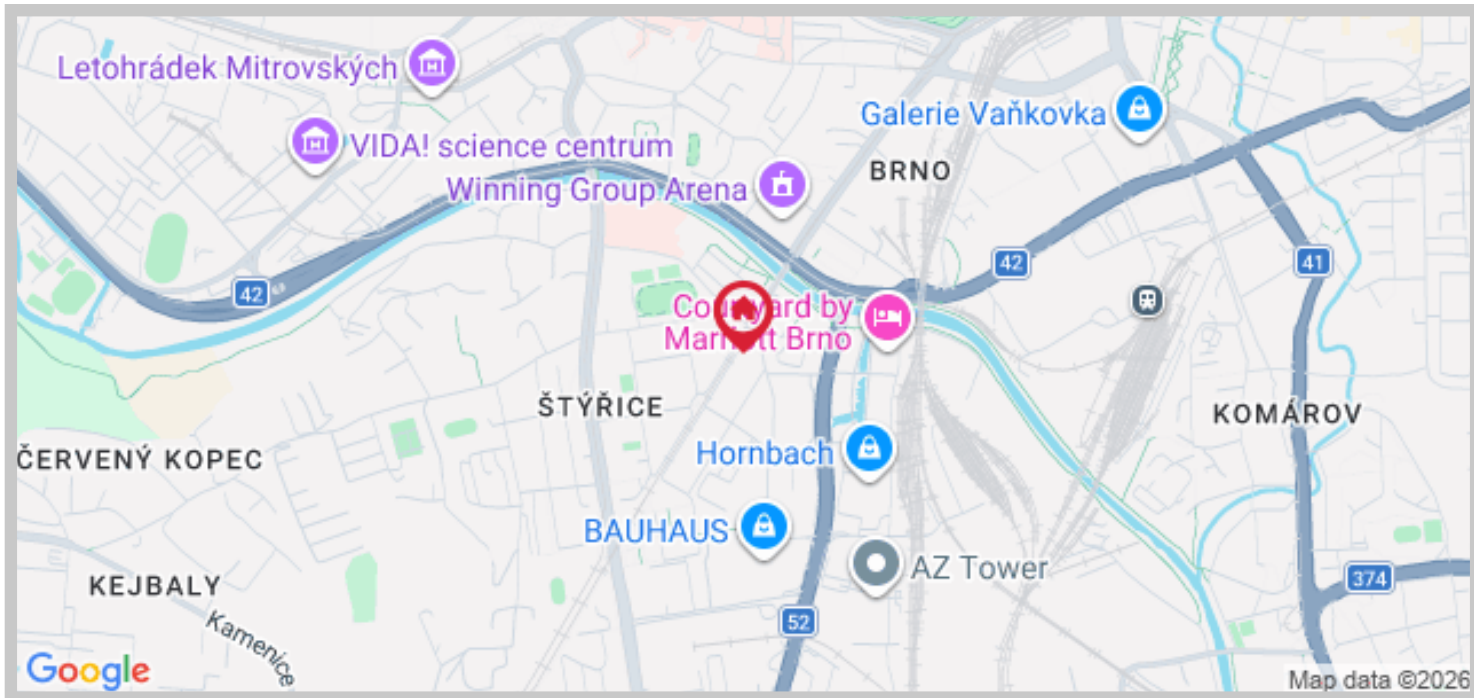 Letohrádek Mitrovských
Galerie Vaňkovka
VIDA! science centrum
BRNO
Winning Group Arena
42
41
42
Courtyard by
Marriott Brno
ŠTÝŘICE
KOMÁROV
ČERVENÝ KOPEC
Hornbach
BAUHAUS
AZ Tower
374
KEJBALY
52
Kamenice
Google
Map data ©2026